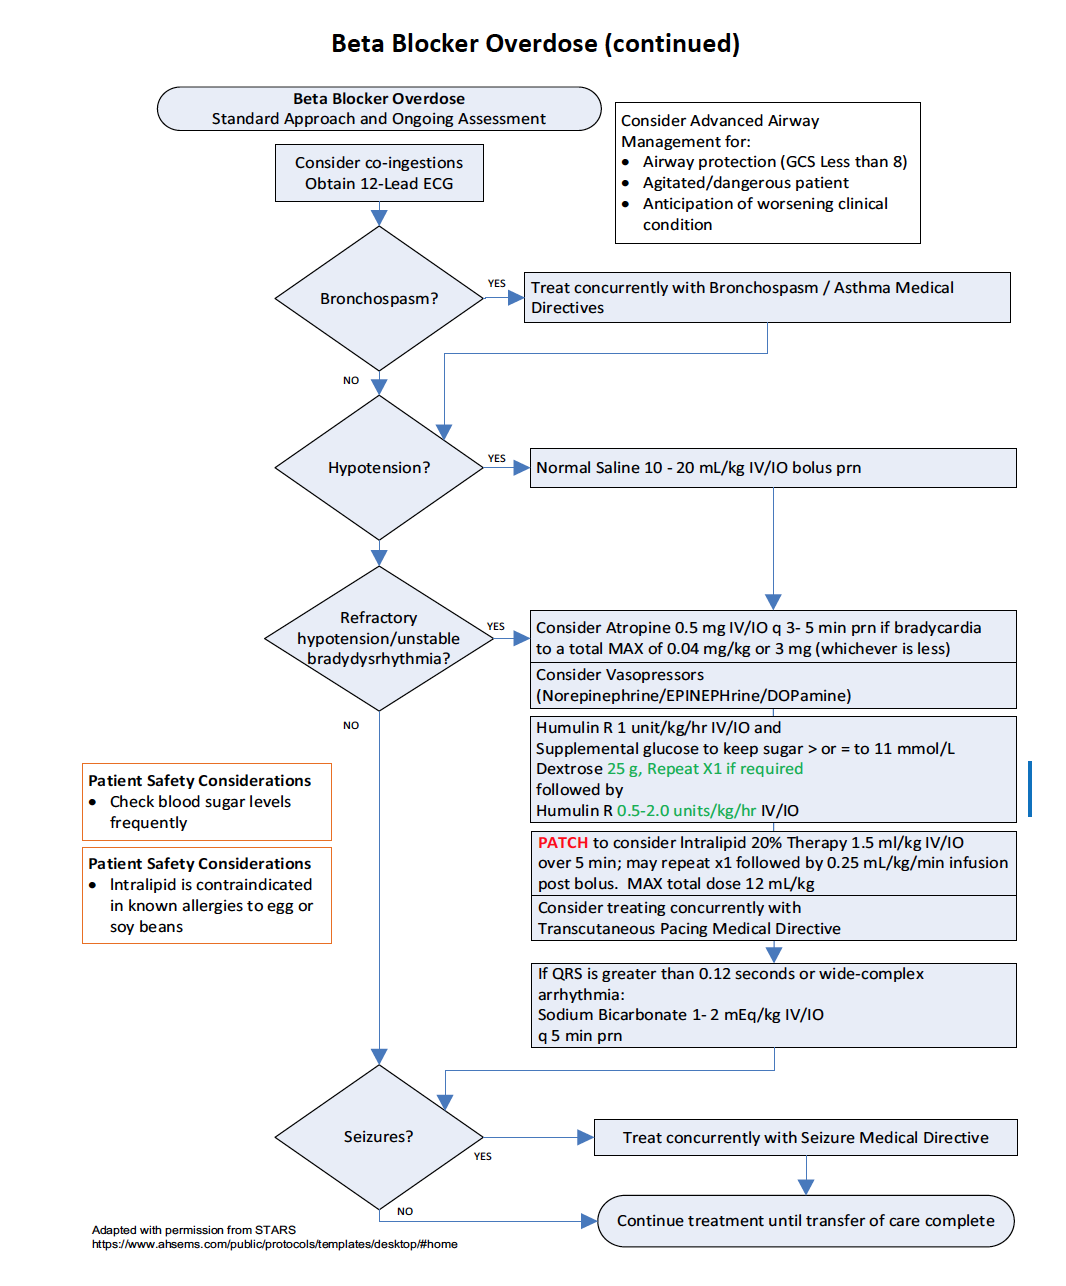 Beta Blocker Overdose (continued)
Beta Blocker Overdose
Standard Approach and Ongoing Assessment
Consider co-ingestions
Obtain 12-Lead ECG
Consider Advanced Airway
Management for:
• Airway protection (GCS Less than 8)
• Agitated/dangerous patient
• Anticipation of worsening clinical
condition
Bronchospasm?
YES
Treat concurrently with Bronchospasm / Asthma Medical
Directives
NO
Hypotension?
YES
Normal Saline 10 - 20 mL/kg IV/IO bolus prn
Refractory
hypotension/unstable
bradydysrhythmia?
YES
Consider Atropine 0.5 mg IV/IO q 3- 5 min prn if bradycardia
to a total MAX of 0.04 mg/kg or 3 mg (whichever is less)
Consider Vasopressors
(Norepinephrine/EPINEPHrine/DOPamine)
NO
Humulin R 1 unit/kg/hr IV/IO and
Supplemental glucose to keep sugar > or = to 11 mmol/L
Dextrose 25 g, Repeat X1 if required
followed by
Humulin R 0.5-2.0 units/kg/hr IV/IO
Patient Safety Considerations
• Check blood sugar levels
frequently
PATCH to consider Intralipid 20% Therapy 1.5 ml/kg IV/IO
over 5 min; may repeat x1 followed by 0.25 mL/kg/min infusion
post bolus.  MAX total dose 12 mL/kg
Patient Safety Considerations
• Intralipid is contraindicated
in known allergies to egg or
soy beans
Consider treating concurrently with
Transcutaneous Pacing Medical Directive
If QRS is greater than 0.12 seconds or wide-complex
arrhythmia:
Sodium Bicarbonate 1- 2 mEq/kg IV/IO
q 5 min prn
Seizures?
YES
Treat concurrently with Seizure Medical Directive
NO
Continue treatment until transfer of care complete
Adapted with permission from STARS
https://www.ahsems.com/public/protocols/templates/desktop/#home